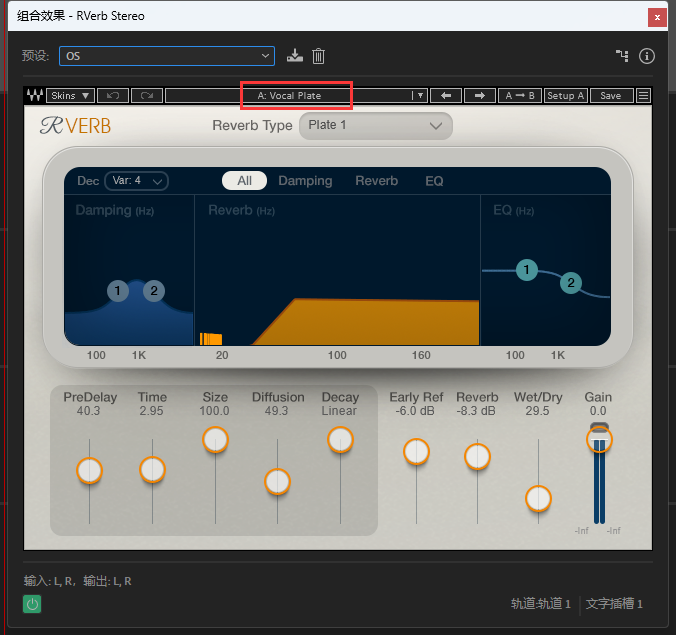 组合效果 - RVerb Stereo
x
预设: OS
Skins A: Vocal Plate A B Setup A Save
RVERB Reverb Type Plate 1
Dec Var: 4 All Damping Reverb EQ
Damping (Hz) Reverb (Hz) EQ (Hz)
1 2 1 2
100 1K 20 100 160 100 1K
PreDelay Time Size Diffusion Decay Early Ref Reverb Wet/Dry Gain
40.3 2.95 100.0 49.3 Linear -6.0 dB -8.3 dB 29.5 0.0
-Inf -Inf
输入: L, R, 输出: L, R
轨道:轨道 1 文字插槽 1